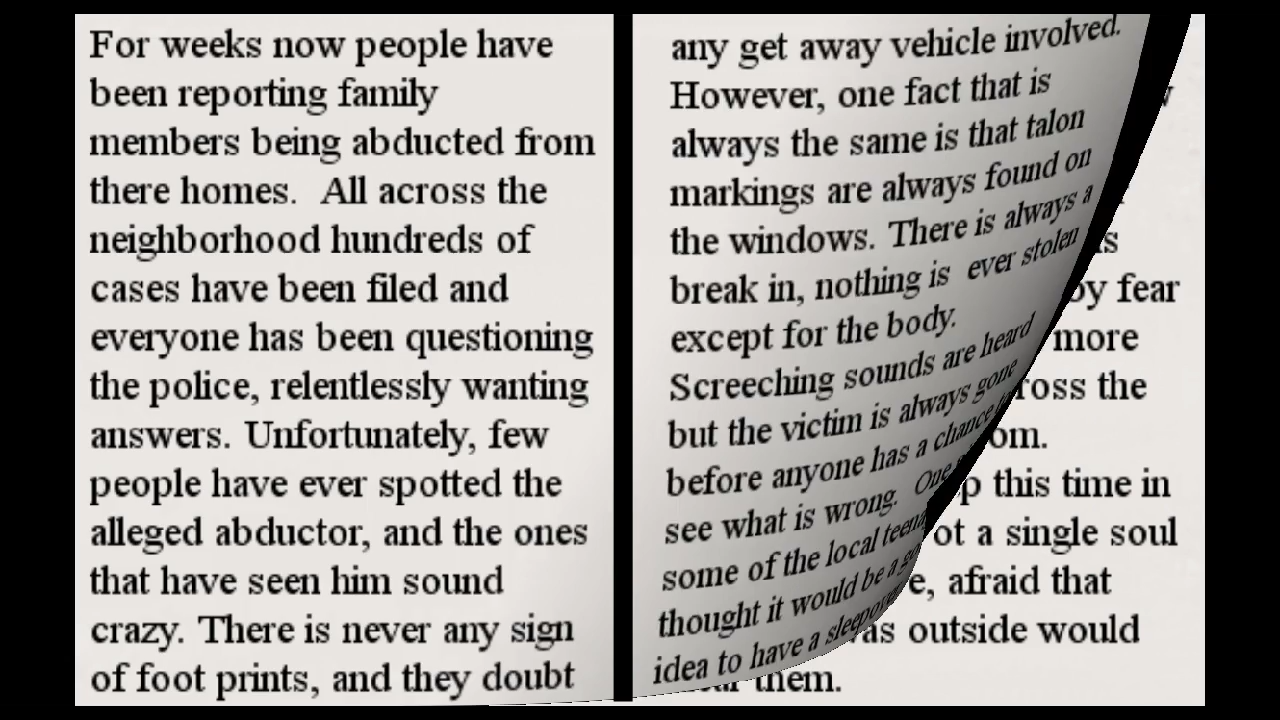 For weeks now people have
been reporting family
members being abducted from
there homes.  All across the
neighborhood hundreds of
cases have been filed and
everyone has been questioning
the police, relentlessly wanting
answers. Unfortunately, few
people have ever spotted the
alleged abductor, and the ones
that have seen him sound
crazy. There is never any sign
of foot prints, and they doubt
any get away vehicle involved.
However, one fact that is
always the same is that talon
markings are always found on
the windows. There is always a
break in, nothing is  ever stolen
except for the body.
Screeching sounds are heard
but the victim is always gone
before anyone has a chance
see what is wrong.  One
some of the local
thought it would be a
idea to have a sleepover
by fear
more
the
this time in
a single soul
afraid that
outside would
them.